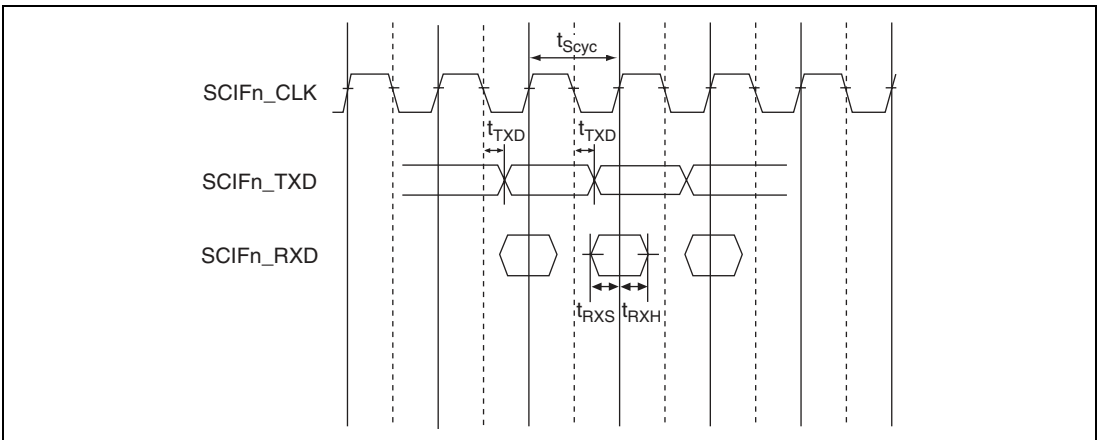 tScyc
SCIFn_CLK
tTXD tTXD
SCIFn_TXD
SCIFn_RXD
tRXS tRXH